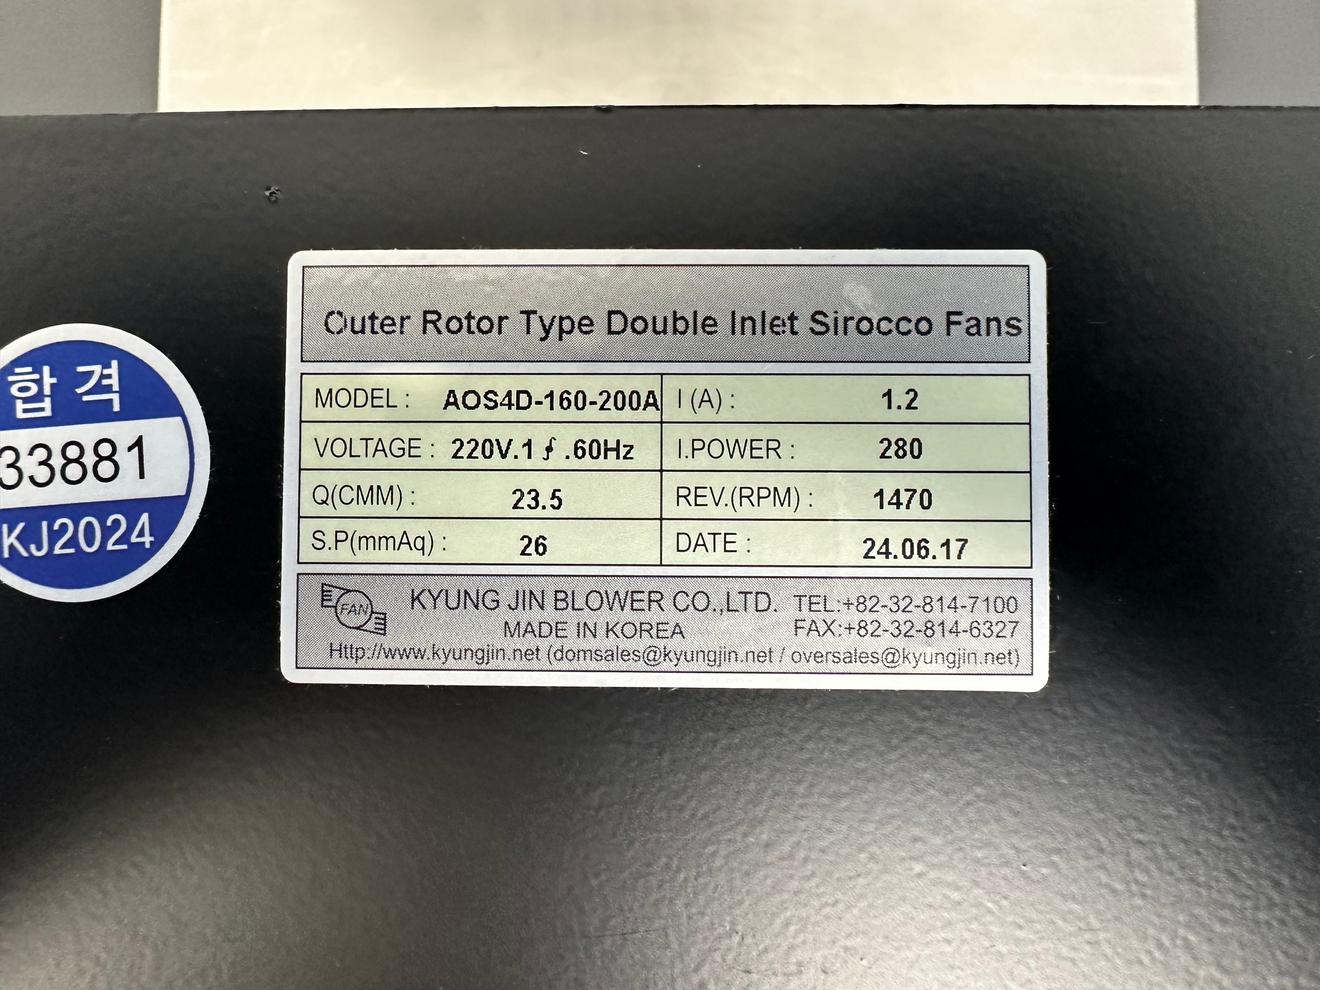 Outer Rotor Type Double Inlet Sirocco Fans
MODEL : AOS4D-160-200A I (A) : 1.2
VOLTAGE : 220V.1 ∮ .60Hz I.POWER : 280
Q(CMM) : 23.5 REV.(RPM) : 1470
S.P(mmAq) : 26 DATE : 24.06.17
FAN KYUNG JIN BLOWER CO.,LTD. TEL:+82-32-814-7100
MADE IN KOREA FAX:+82-32-814-6327
Http://www.kyungjin.net (domsales@kyungjin.net / oversales@kyungjin.net)
합격
33881
KJ2024